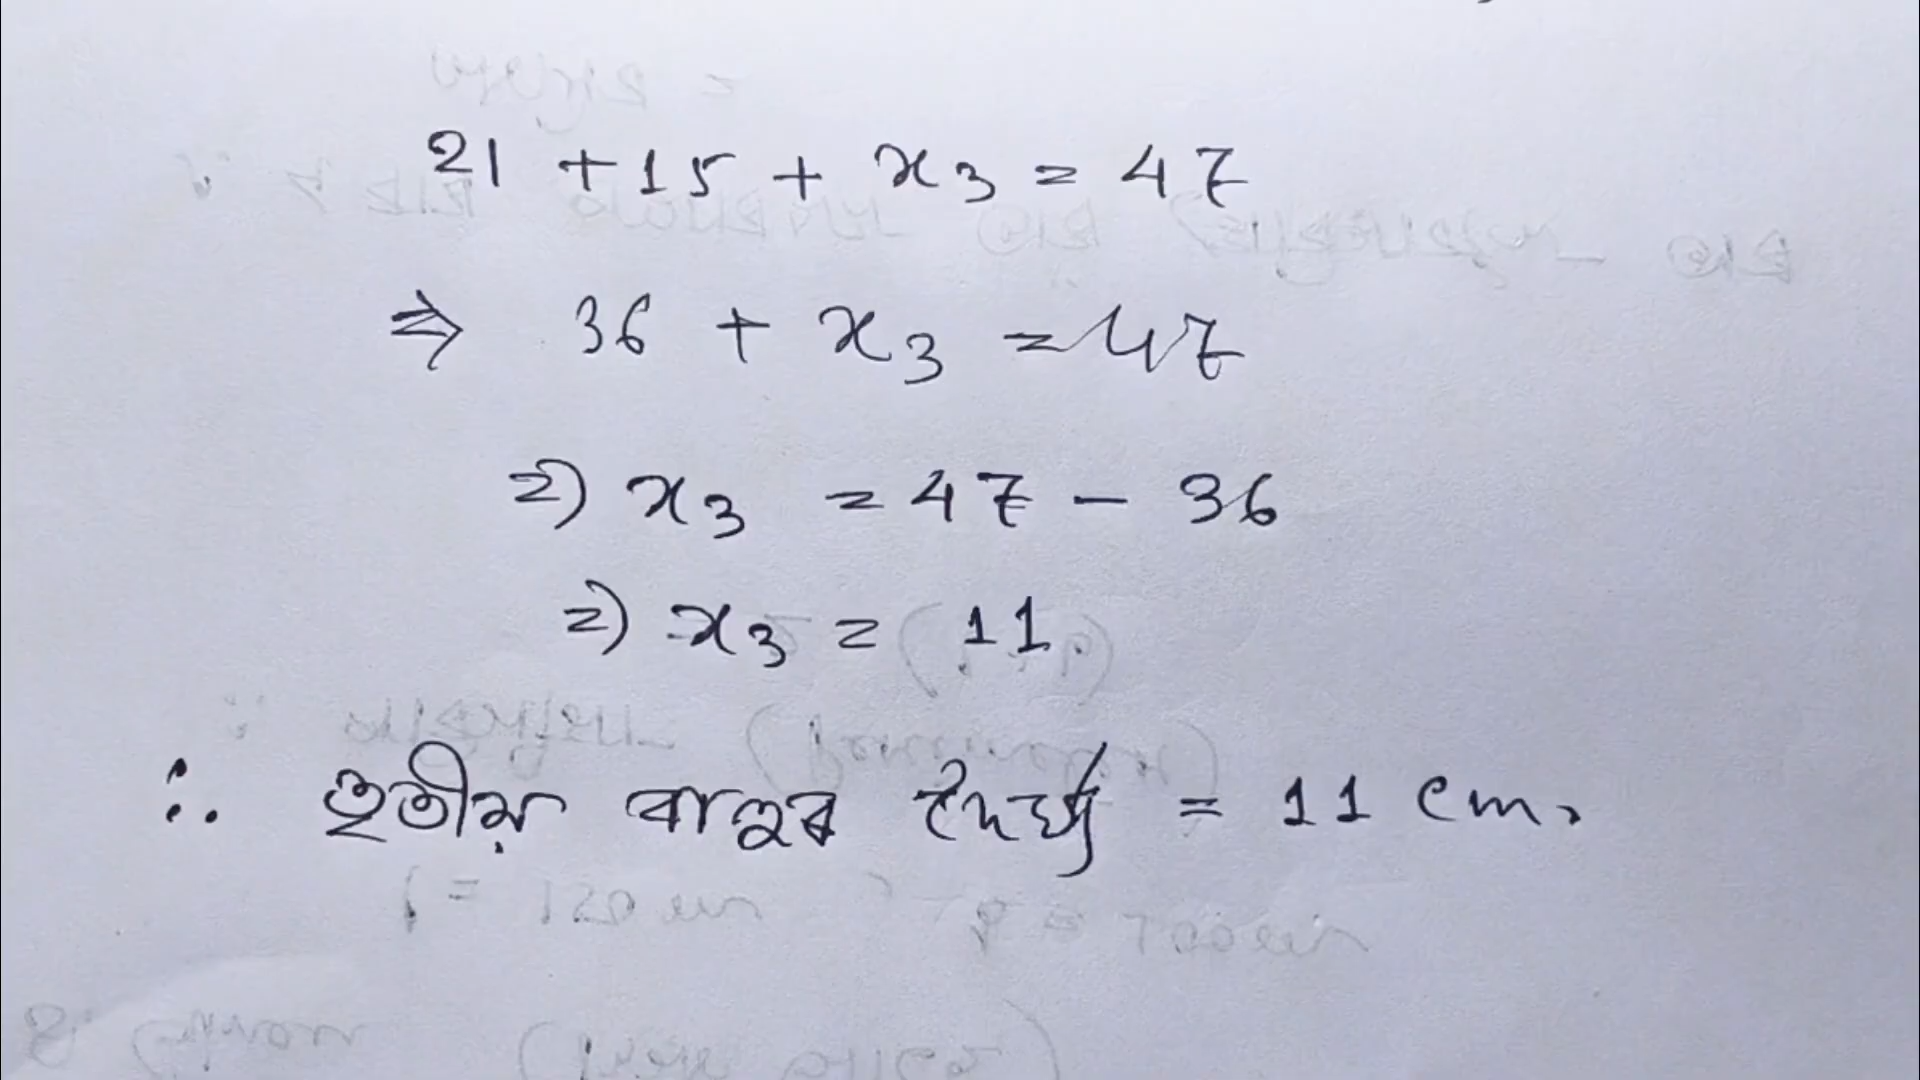 21 + 15 + x₃ = 47
⇒ 36 + x₃ = 47
⇒ x₃ = 47 - 36
⇒ x₃ = 11
∴ তৃতীয় বাহুৰ দৈৰ্ঘ্য = 11 cm.